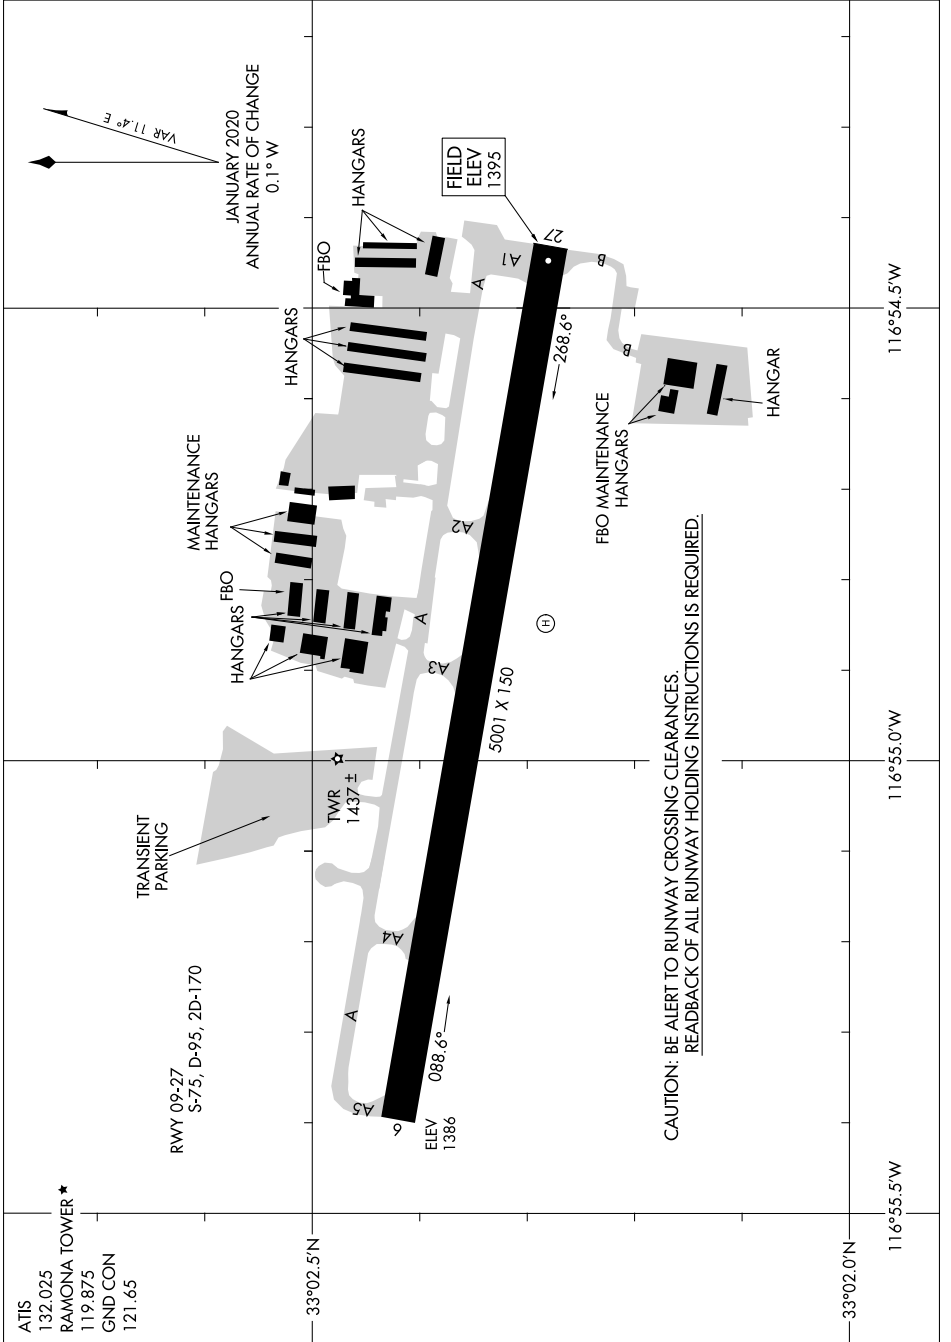 ATIS
132.025
RAMONA TOWER★
119.875
GND CON
121.65
RWY 09-27
S-75, D-95, 2D-170
TRANSIENT
PARKING
TWR
1437 ±
HANGARS
FBO
MAINTENANCE
HANGARS
HANGARS
FBO
HANGARS
JANUARY 2020
ANNUAL RATE OF CHANGE
0.1° W
VAR 11.4° E
FIELD
ELEV
1395
27
A1
A
B
B
268.6°
A2
A
A3
H
5001 X 150
A4
A
A5
9
ELEV
1386
088.6°
FBO MAINTENANCE
HANGARS
HANGAR
CAUTION: BE ALERT TO RUNWAY CROSSING CLEARANCES.
READBACK OF ALL RUNWAY HOLDING INSTRUCTIONS IS REQUIRED.
33°02.5'N
33°02.0'N
116°55.5'W
116°55.0'W
116°54.5'W